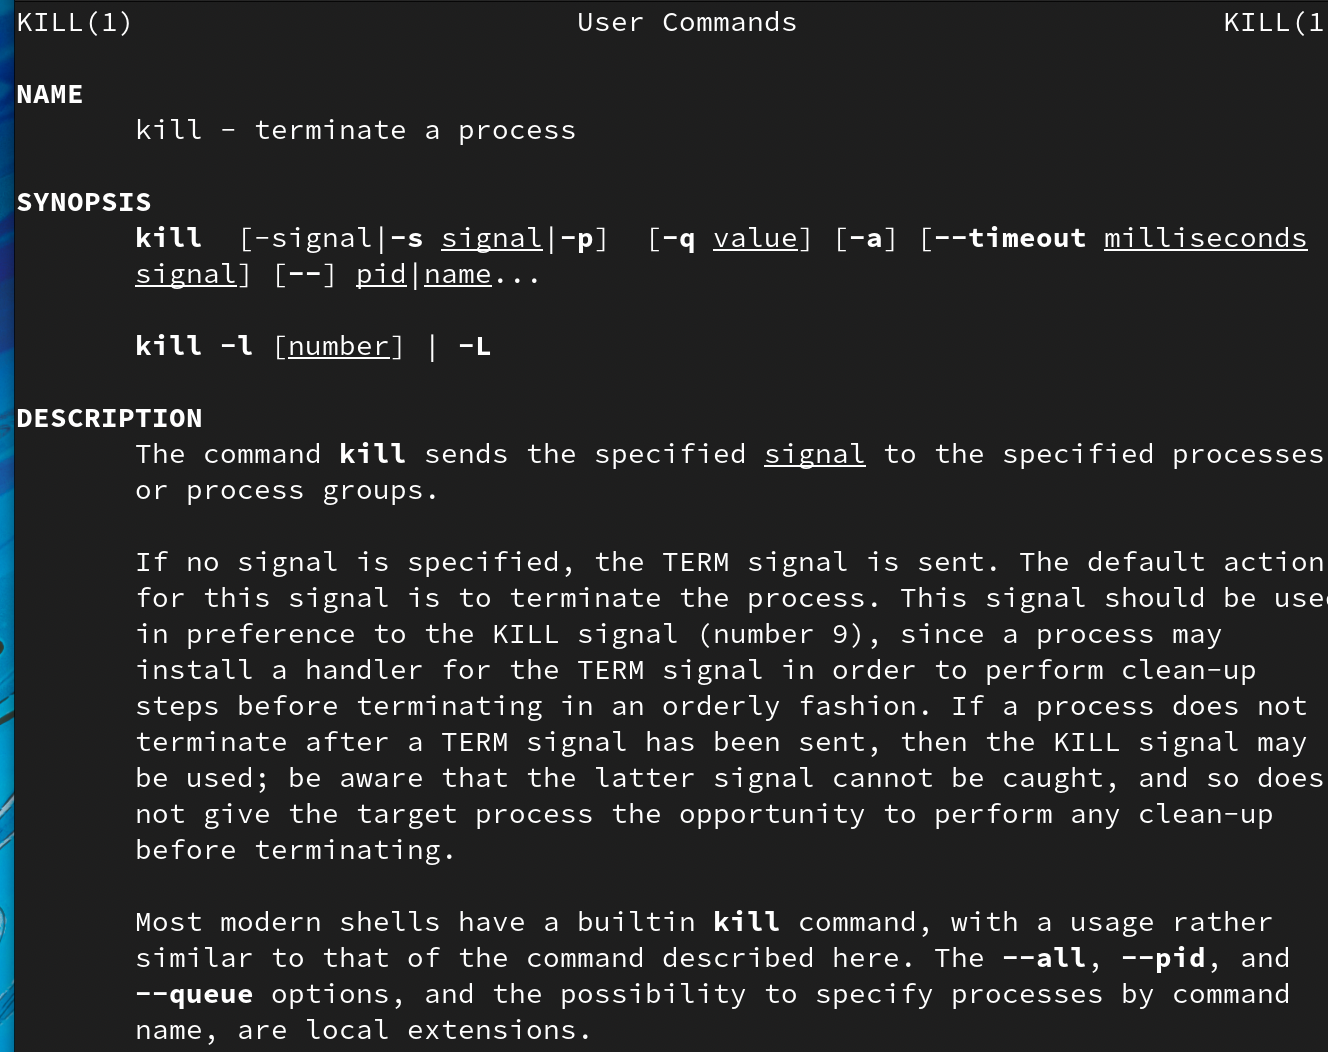 KILL(1) User Commands KILL(1
NAME
kill - terminate a process
SYNOPSIS
kill [-signal|-s signal|-p] [-q value] [-a] [--timeout milliseconds
signal] [--] pid|name...
kill -l [number] | -L
DESCRIPTION
The command kill sends the specified signal to the specified processes
or process groups.
If no signal is specified, the TERM signal is sent. The default action
for this signal is to terminate the process. This signal should be used
in preference to the KILL signal (number 9), since a process may
install a handler for the TERM signal in order to perform clean-up
steps before terminating in an orderly fashion. If a process does not
terminate after a TERM signal has been sent, then the KILL signal may
be used; be aware that the latter signal cannot be caught, and so does
not give the target process the opportunity to perform any clean-up
before terminating.
Most modern shells have a builtin kill command, with a usage rather
similar to that of the command described here. The --all, --pid, and
--queue options, and the possibility to specify processes by command
name, are local extensions.